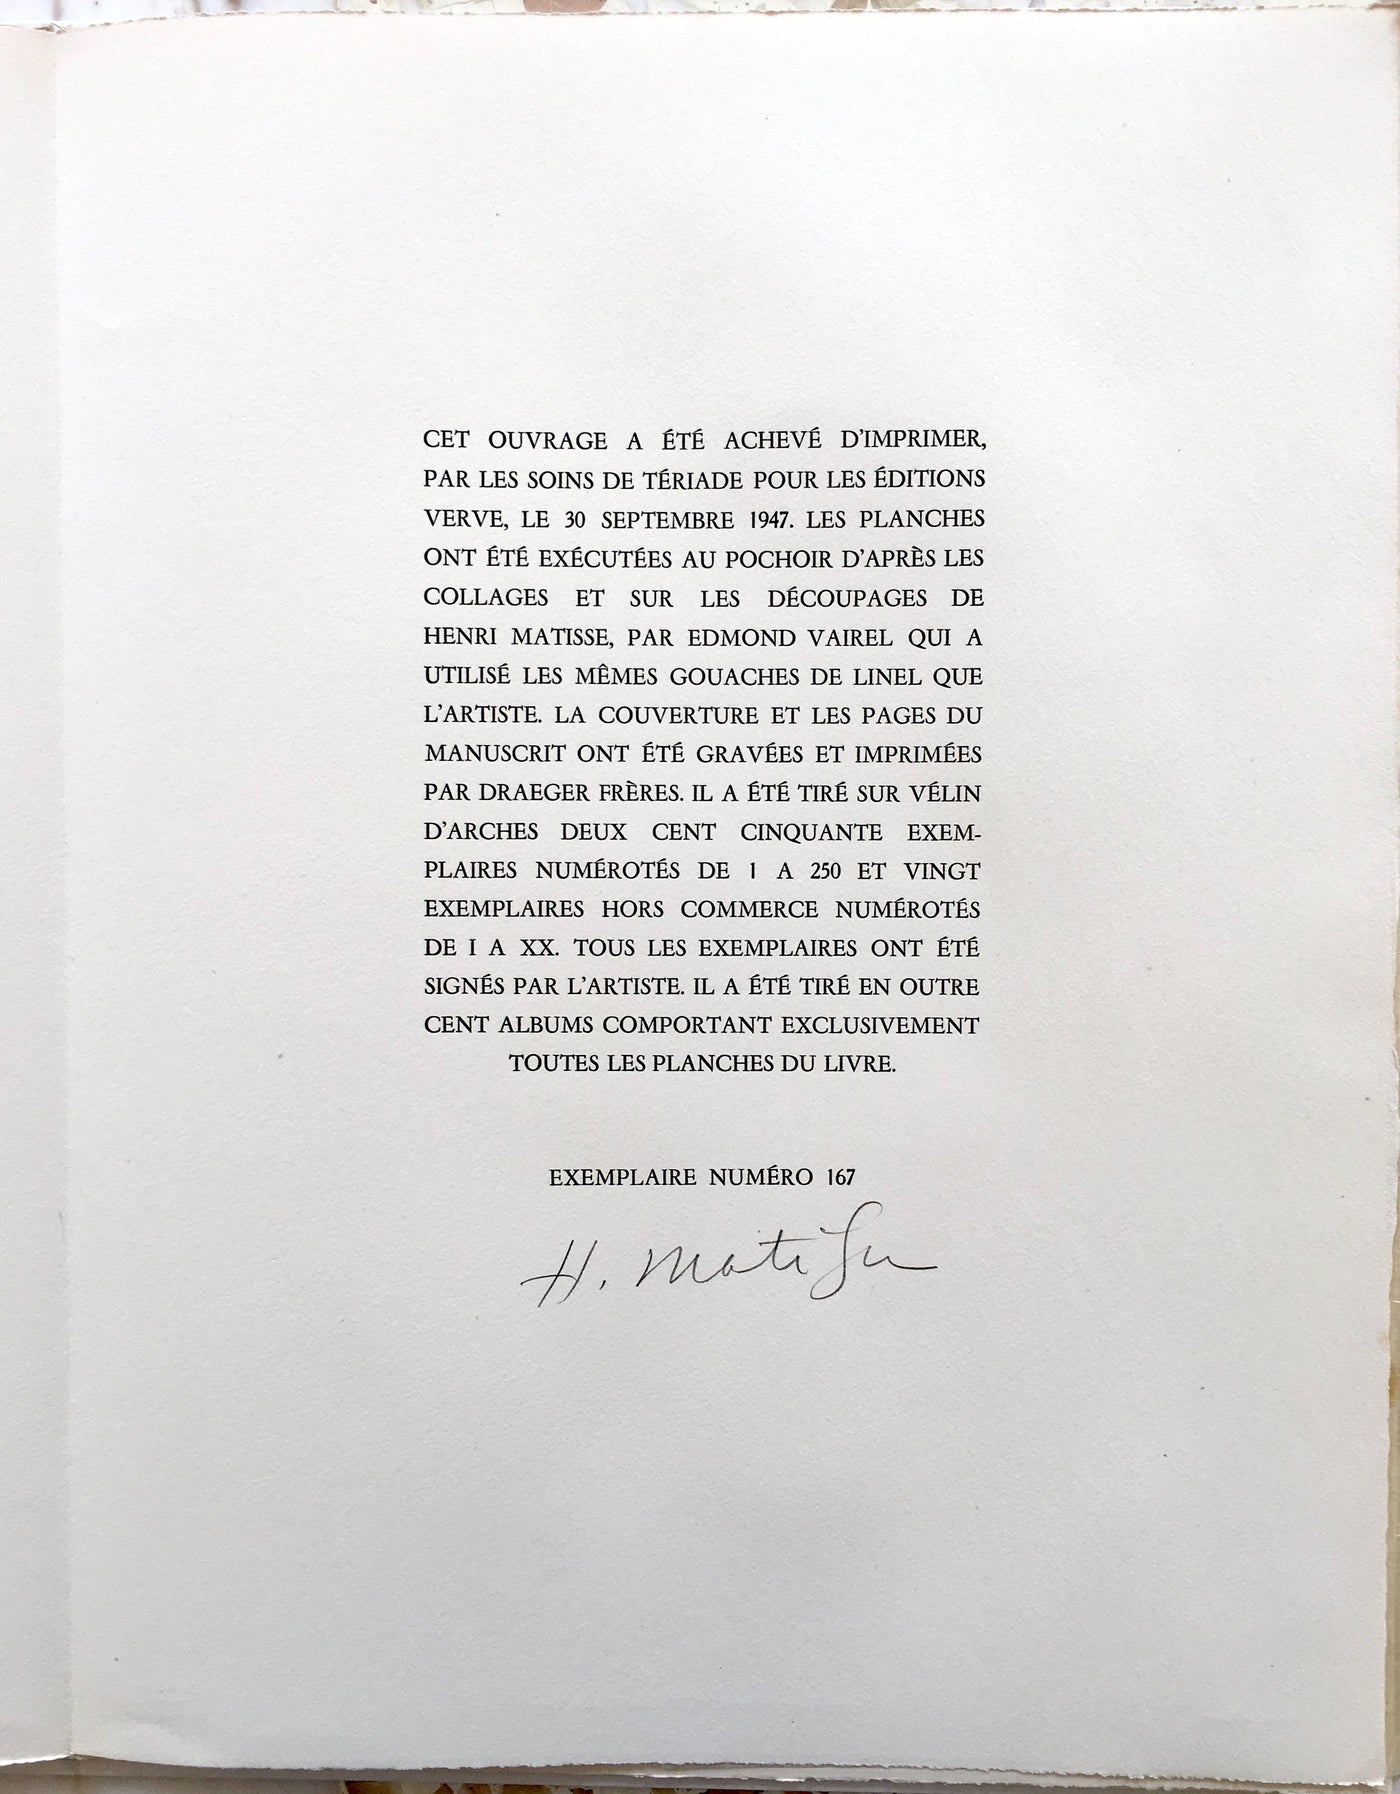 CET OUVRAGE A ÉTÉ ACHEVÉ D'IMPRIMER,
PAR LES SOINS DE TÉRIADE POUR LES ÉDITIONS
VERVE, LE 30 SEPTEMBRE 1947. LES PLANCHES
ONT ÉTÉ EXÉCUTÉES AU POCHOIR D'APRÈS LES
COLLAGES ET SUR LES DÉCOUPAGES DE
HENRI MATISSE, PAR EDMOND VAIREL QUI A
UTILISÉ LES MÊMES GOUACHES DE LINEL QUE
L'ARTISTE. LA COUVERTURE ET LES PAGES DU
MANUSCRIT ONT ÉTÉ GRAVÉES ET IMPRIMÉES
PAR DRAEGER FRÈRES. IL A ÉTÉ TIRÉ SUR VÉLIN
D'ARCHES DEUX CENT CINQUANTE EXEM-
PLAIRES NUMÉROTÉS DE 1 A 250 ET VINGT
EXEMPLAIRES HORS COMMERCE NUMÉROTÉS
DE I A XX. TOUS LES EXEMPLAIRES ONT ÉTÉ
SIGNÉS PAR L'ARTISTE. IL A ÉTÉ TIRÉ EN OUTRE
CENT ALBUMS COMPORTANT EXCLUSIVEMENT
TOUTES LES PLANCHES DU LIVRE.
EXEMPLAIRE NUMÉRO 167
H. Matisse